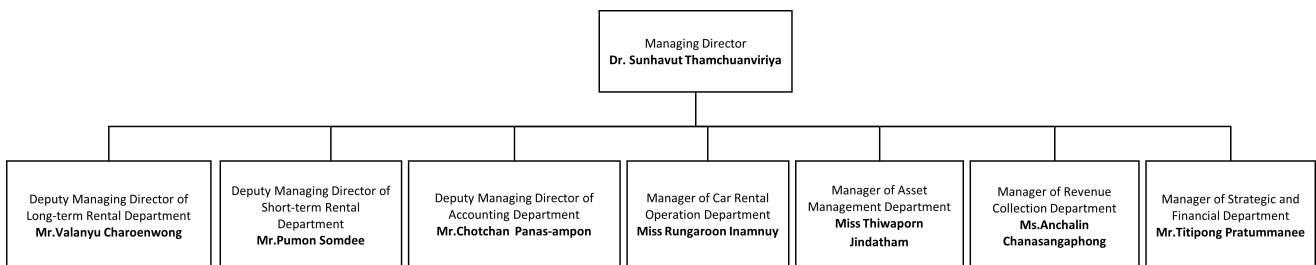 Managing Director
Dr. Sunhavut Thamchuanviriya
Deputy Managing Director of
Long-term Rental Department
Mr.Valanyu Charoenwong
Deputy Managing Director of
Short-term Rental
Department
Mr.Pumon Somdee
Deputy Managing Director of
Accounting Department
Mr.Chotchan Panas-ampon
Manager of Car Rental
Operation Department
Miss Rungaroon Inamnuy
Manager of Asset
Management Department
Miss Thiwaporn
Jindatham
Manager of Revenue
Collection Department
Ms.Anchalin
Chanasangaphong
Manager of Strategic and
Financial Department
Mr.Titipong Pratummanee